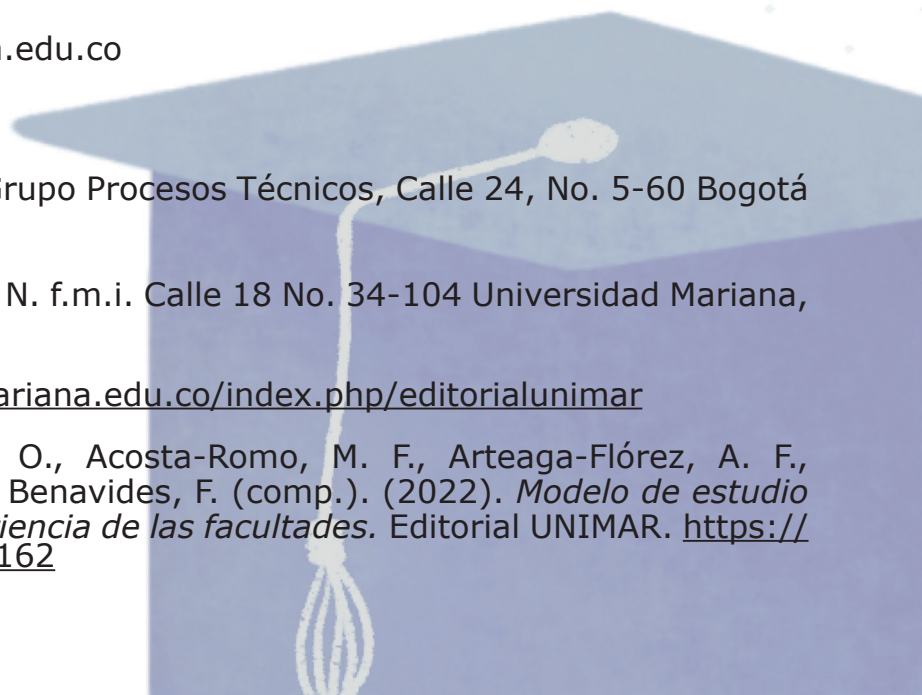 .edu.co
Grupo Procesos Técnicos, Calle 24, No. 5-60 Bogotá
N. f.m.i. Calle 18 No. 34-104 Universidad Mariana,
ariana.edu.co/index.php/editorialunimar
O., Acosta-Romo, M. F., Arteaga-Flórez, A. F.,
Benavides, F. (comp.). (2022). Modelo de estudio
riencia de las facultades. Editorial UNIMAR. https://
162